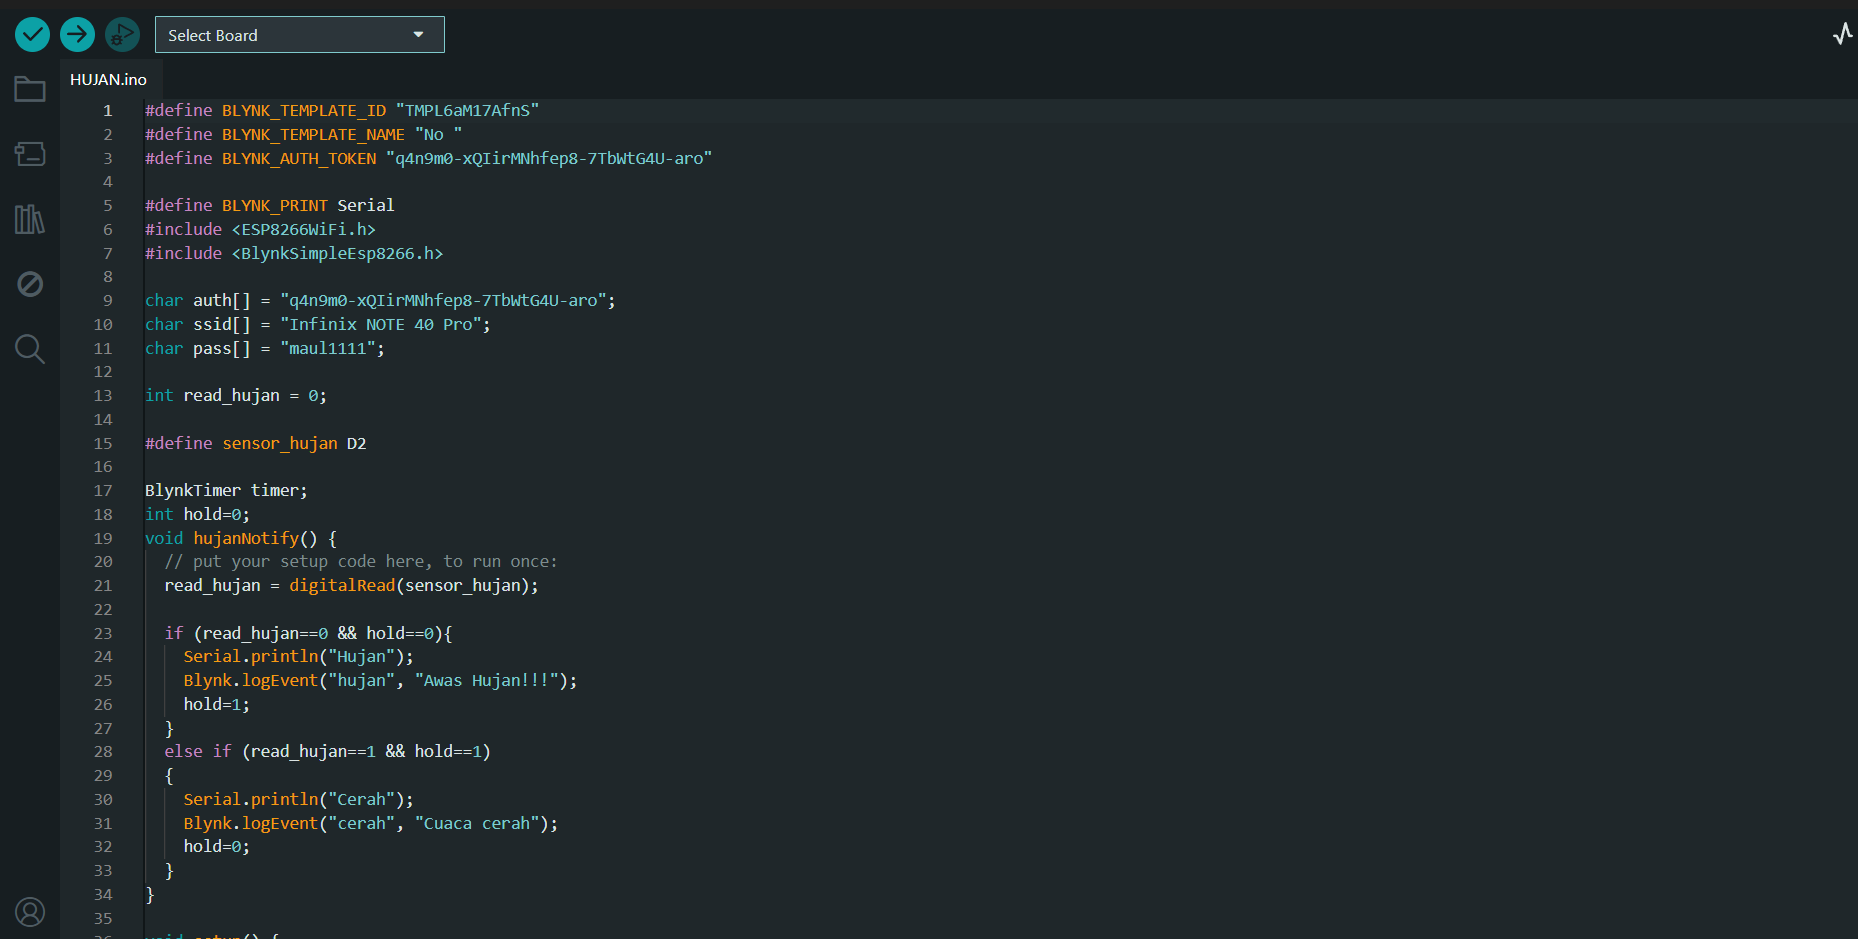 Select Board
HUJAN.ino
1 #define BLYNK_TEMPLATE_ID "TMPL6aM17AfnS"
2 #define BLYNK_TEMPLATE_NAME "No "
3 #define BLYNK_AUTH_TOKEN "q4n9m0-xQIirMNhfep8-7TbWtG4U-aro"
4
5 #define BLYNK_PRINT Serial
6 #include <ESP8266WiFi.h>
7 #include <BlynkSimpleEsp8266.h>
8
9 char auth[] = "q4n9m0-xQIirMNhfep8-7TbWtG4U-aro";
10 char ssid[] = "Infinix NOTE 40 Pro";
11 char pass[] = "maul1111";
12
13 int read_hujan = 0;
14
15 #define sensor_hujan D2
16
17 BlynkTimer timer;
18 int hold=0;
19 void hujanNotify() {
20 // put your setup code here, to run once:
21 read_hujan = digitalRead(sensor_hujan);
22
23 if (read_hujan==0 && hold==0){
24 Serial.println("Hujan");
25 Blynk.logEvent("hujan", "Awas Hujan!!!");
26 hold=1;
27 }
28 else if (read_hujan==1 && hold==1)
29 {
30 Serial.println("Cerah");
31 Blynk.logEvent("cerah", "Cuaca cerah");
32 hold=0;
33 }
34 }
35
36 void setup() {